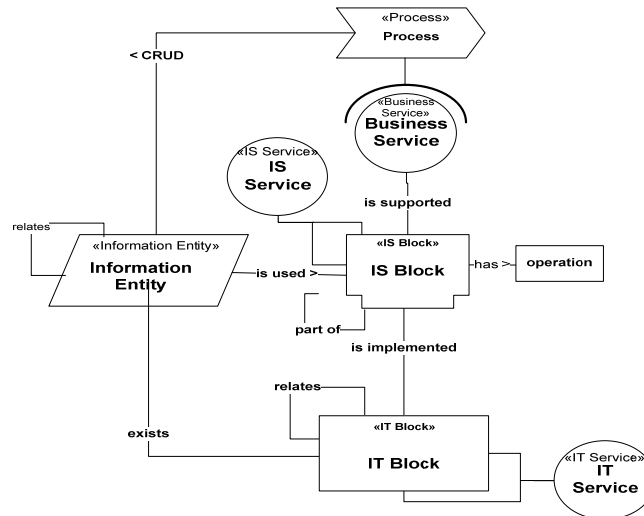 «Process»
Process
< CRUD
«Business
Service»
Business
Service
«IS Service»
IS
Service
is supported
relates
«Information Entity»
Information
Entity
is used >
«IS Block»
IS Block
has >
operation
part of
is implemented
relates
exists
«IT Block»
IT Block
«IT Service»
IT
Service